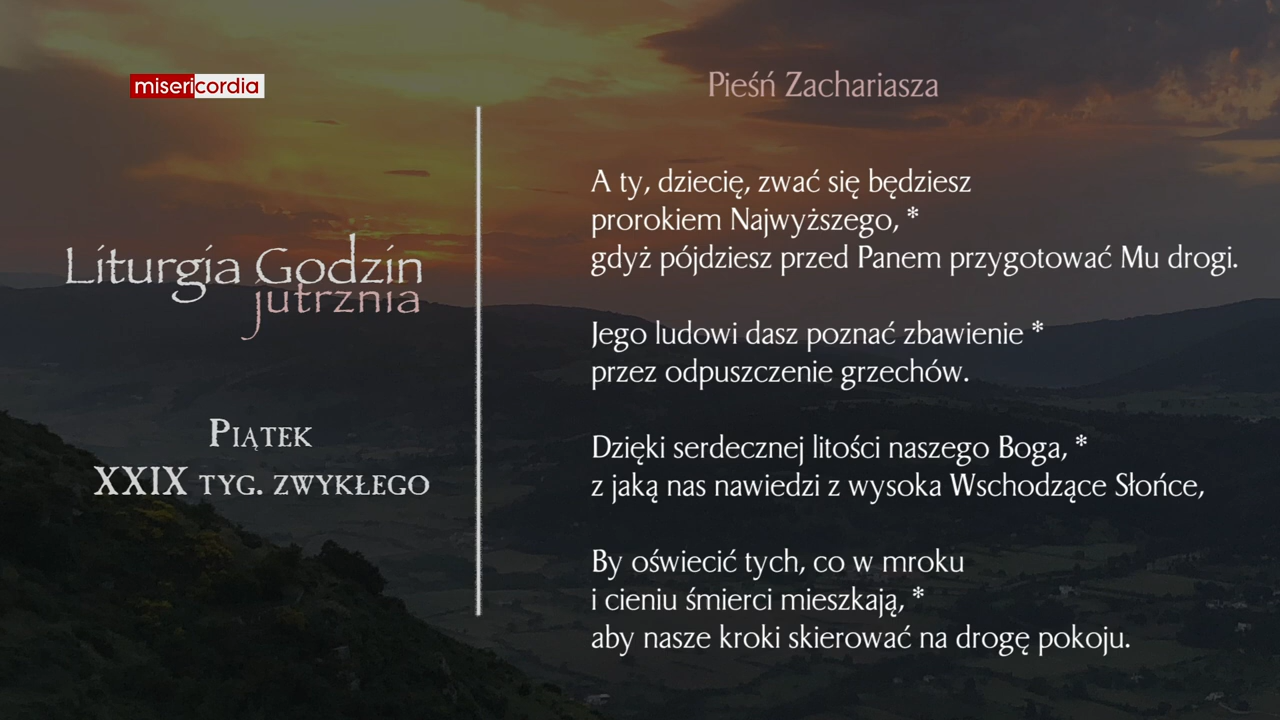 misericordia
Liturgia Godzin
jutrznia
Piątek
XXIX tyg. zwykłego
Pieśń Zachariasza
A ty, dziecię, zwać się będziesz
prorokiem Najwyższego, *
gdyż pójdziesz przed Panem przygotować Mu drogi.
Jego ludowi dasz poznać zbawienie *
przez odpuszczenie grzechów.
Dzięki serdecznej litości naszego Boga, *
z jaką nas nawiedzi z wysoka Wschodzące Słońce,
By oświecić tych, co w mroku
i cieniu śmierci mieszkają, *
aby nasze kroki skierować na drogę pokoju.